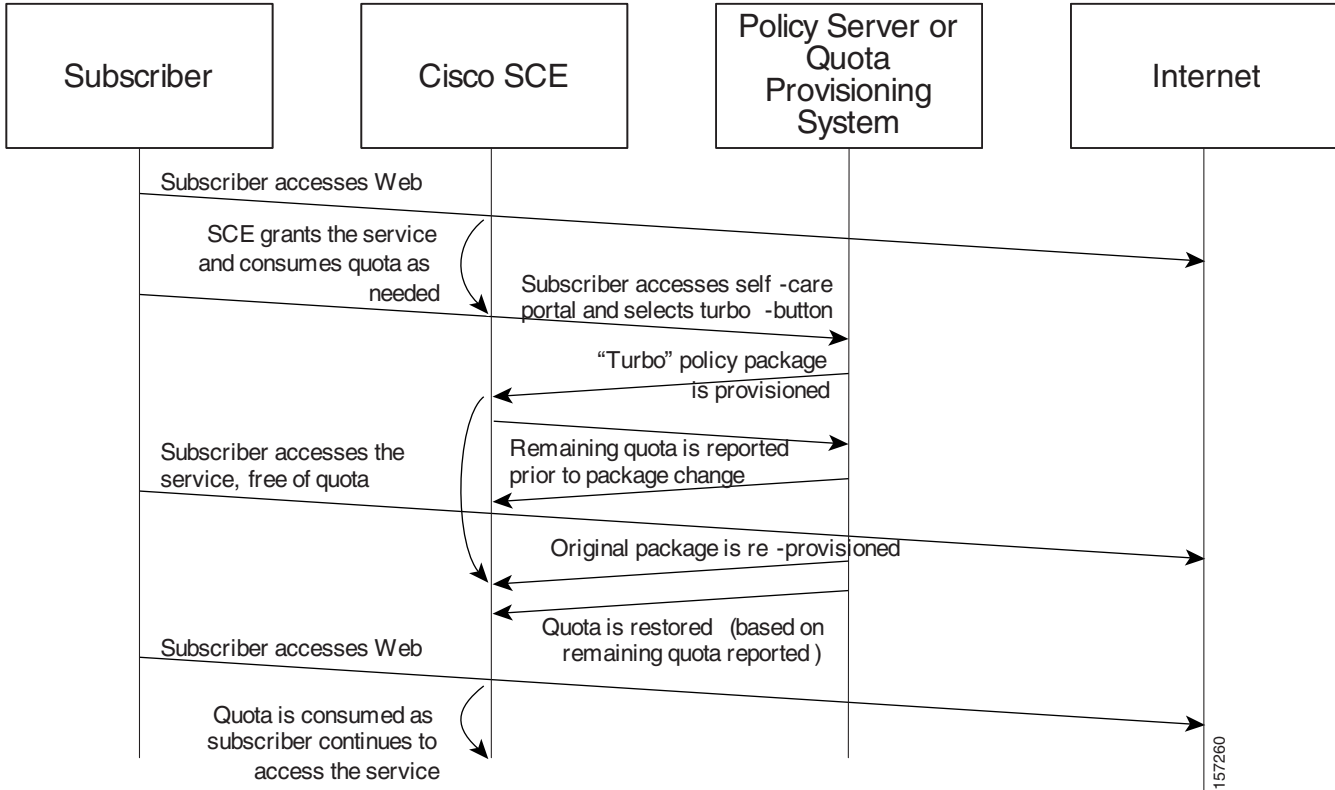 Subscriber
Cisco SCE
Policy Server or
Quota
Provisioning
System
Internet
Subscriber accesses Web
SCE grants the service
and consumes quota as
needed
Subscriber accesses self -care
portal and selects turbo -button
“Turbo” policy package
is provisioned
Subscriber accesses the
service, free of quota
Remaining quota is reported
prior to package change
Original package is re -provisioned
Quota is restored (based on
remaining quota reported )
Subscriber accesses Web
Quota is consumed as
subscriber continues to
access the service
157260